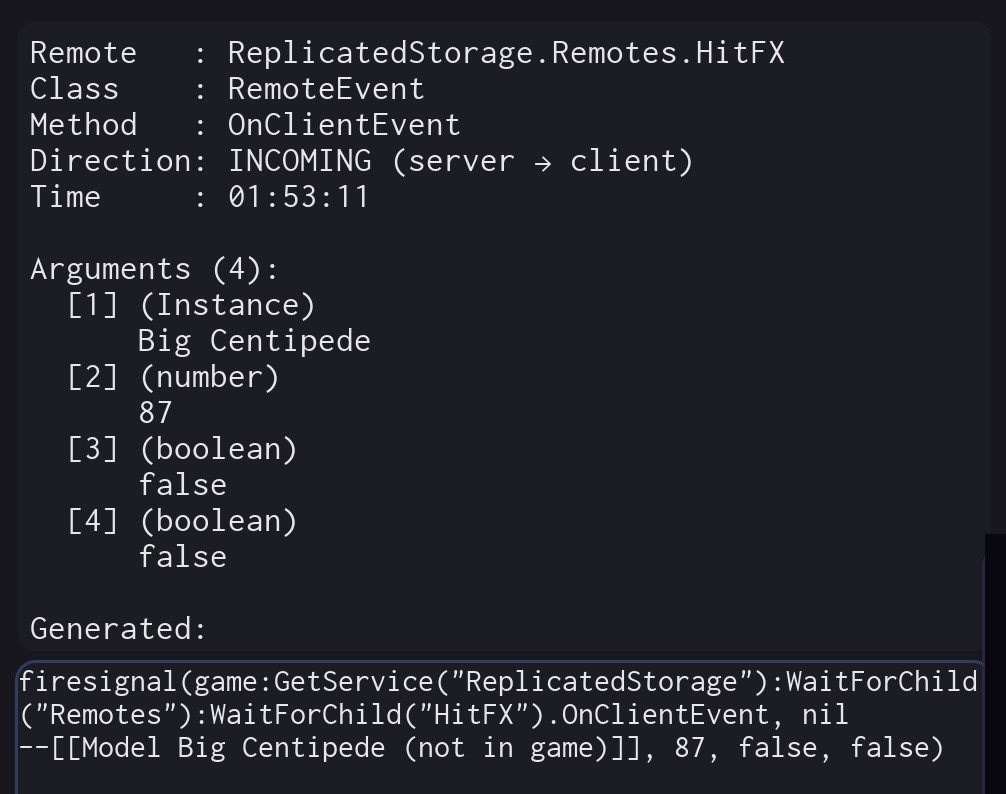 Remote   : ReplicatedStorage.Remotes.HitFX
Class    : RemoteEvent
Method   : OnClientEvent
Direction: INCOMING (server → client)
Time     : 01:53:11

Arguments (4):
  [1] (Instance)
      Big Centipede
  [2] (number)
      87
  [3] (boolean)
      false
  [4] (boolean)
      false

Generated:
firesignal(game:GetService("ReplicatedStorage"):WaitForChild
("Remotes"):WaitForChild("HitFX").OnClientEvent, nil
--[[Model Big Centipede (not in game)]], 87, false, false)